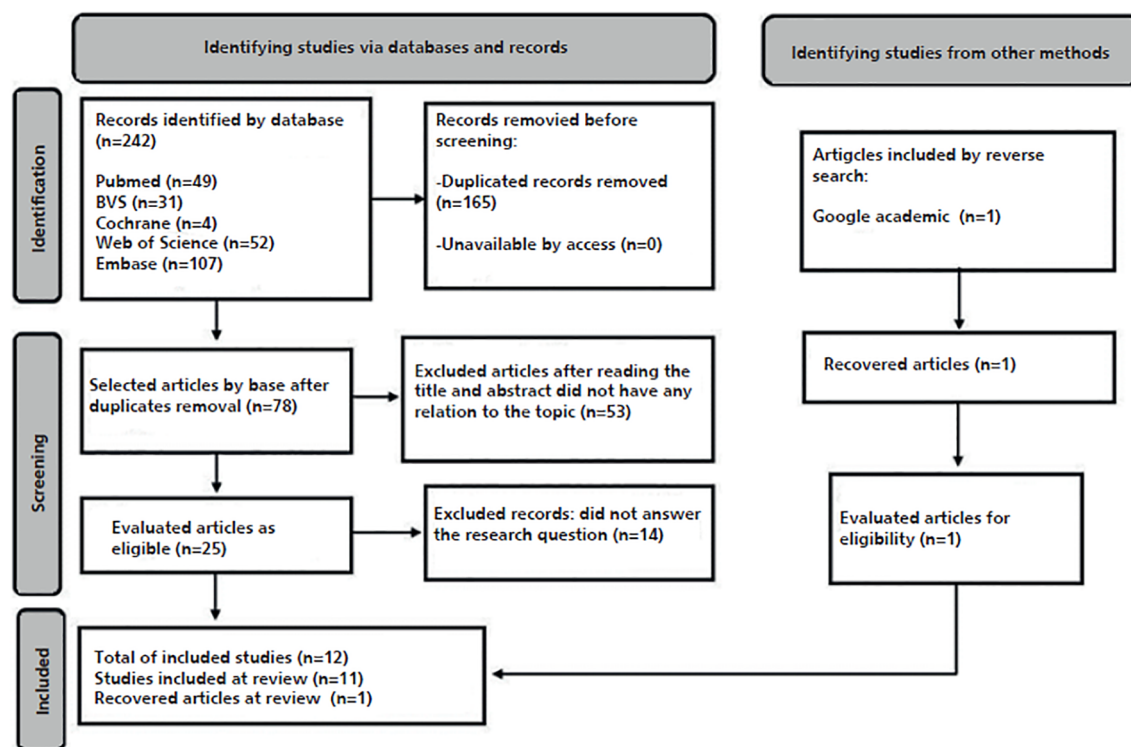 Identifying studies via databases and records
Identifying studies from other methods
Identification
Records identified by database
(n=242)
Pubmed (n=49)
BVS (n=31)
Cochrane (n=4)
Web of Science (n=52)
Embase (n=107)
Records removied before
screening:
-Duplicated records removed
(n=165)
-Unavailable by access (n=0)
Artigcles included by reverse
search:
Google academic (n=1)
Screening
Selected articles by base after
duplicates removal (n=78)
Excluded articles after reading the
title and abstract did not have any
relation to the topic (n=53)
Recovered articles (n=1)
Evaluated articles as
eligible (n=25)
Excluded records: did not answer
the research question (n=14)
Evaluated articles for
eligibility (n=1)
Included
Total of included studies (n=12)
Studies included at review (n=11)
Recovered articles at review (n=1)